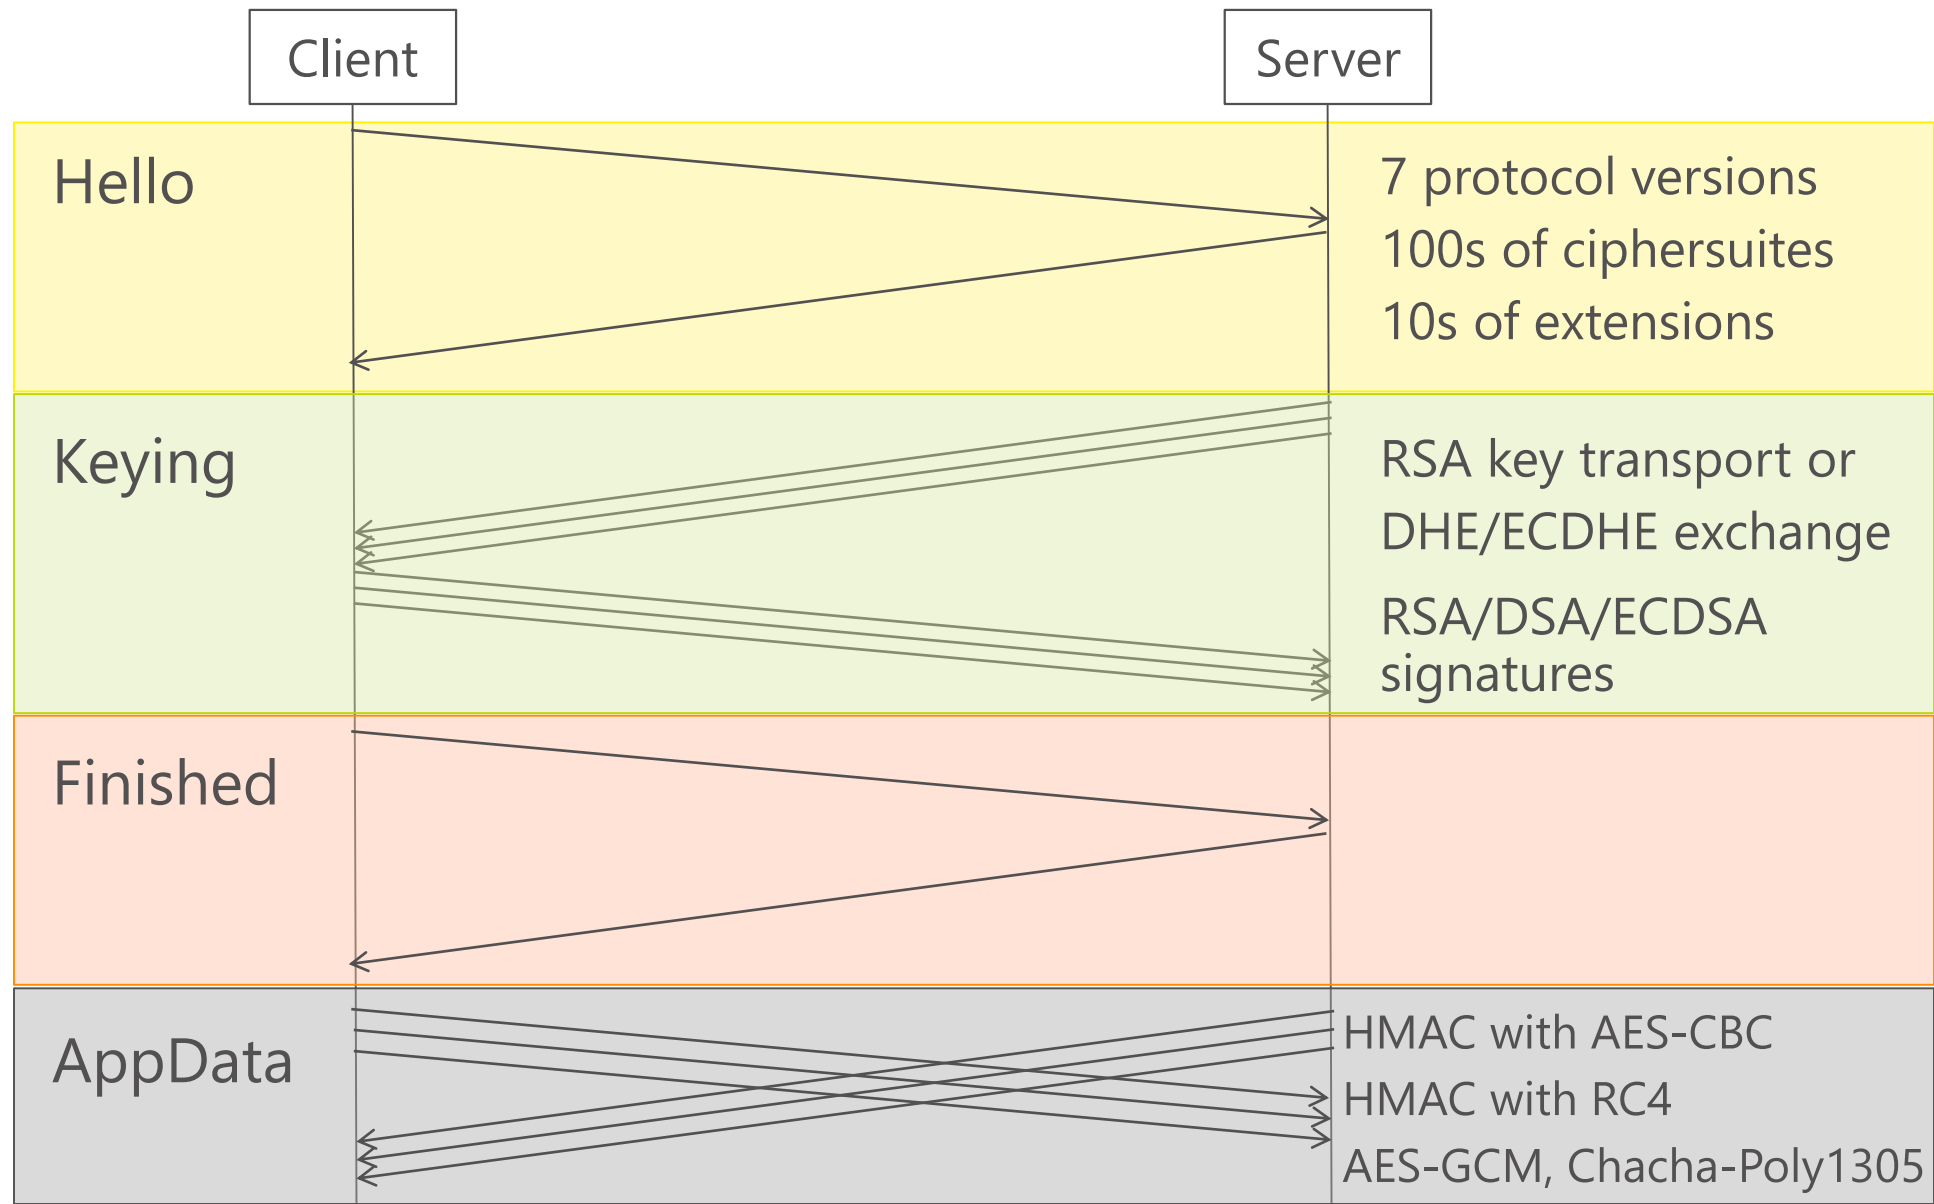 Client
Server
Hello
7 protocol versions
100s of ciphersuites
10s of extensions
Keying
RSA key transport or
DHE/ECDHE exchange
RSA/DSA/ECDSA
signatures
Finished
AppData
HMAC with AES-CBC
HMAC with RC4
AES-GCM, Chacha-Poly1305